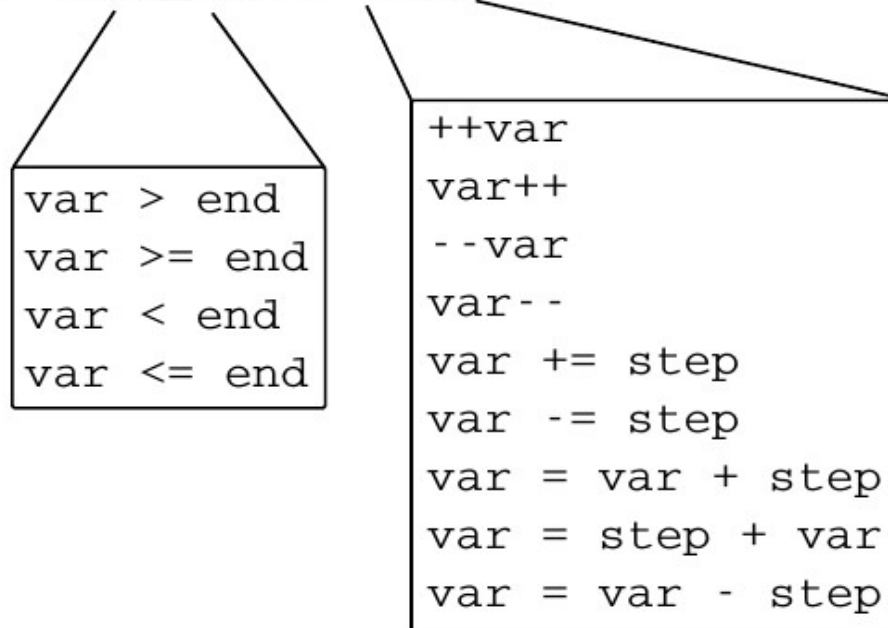 var > end
var >= end
var < end
var <= end
++var
var++
--var
var--
var += step
var -= step
var = var + step
var = step + var
var = var - step